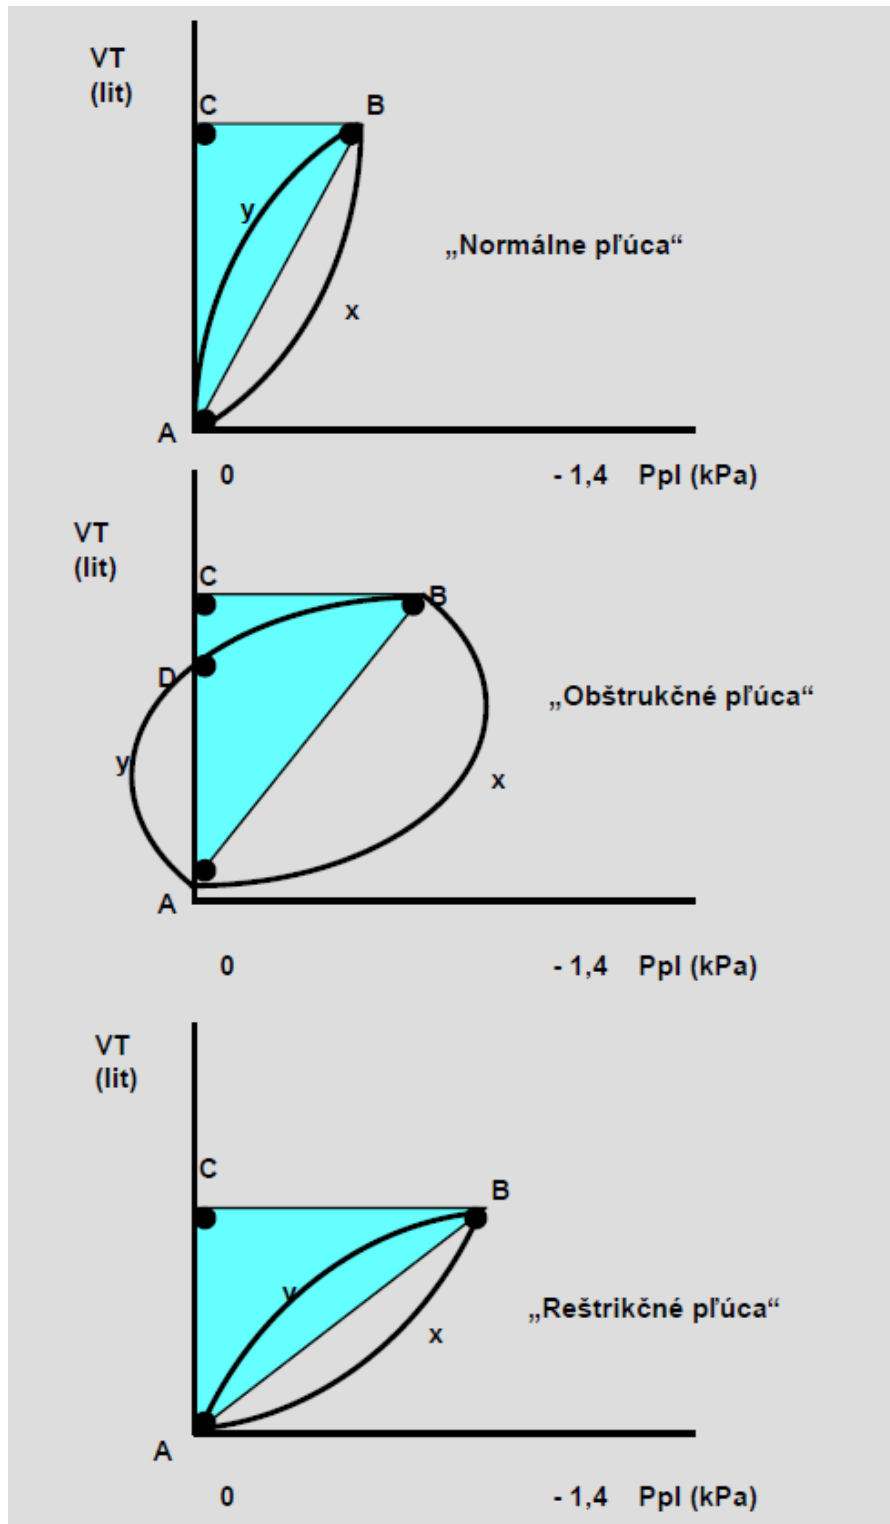 VT
(lit)
C
B
y
„Normálne pľúca“
x
A
0
- 1,4
Ppl (kPa)
VT
(lit)
C
B
D
„Obštrukčné pľúca“
y
x
A
0
- 1,4
Ppl (kPa)
VT
(lit)
C
B
y
„Reštrikčné pľúca“
x
A
0
- 1,4
Ppl (kPa)